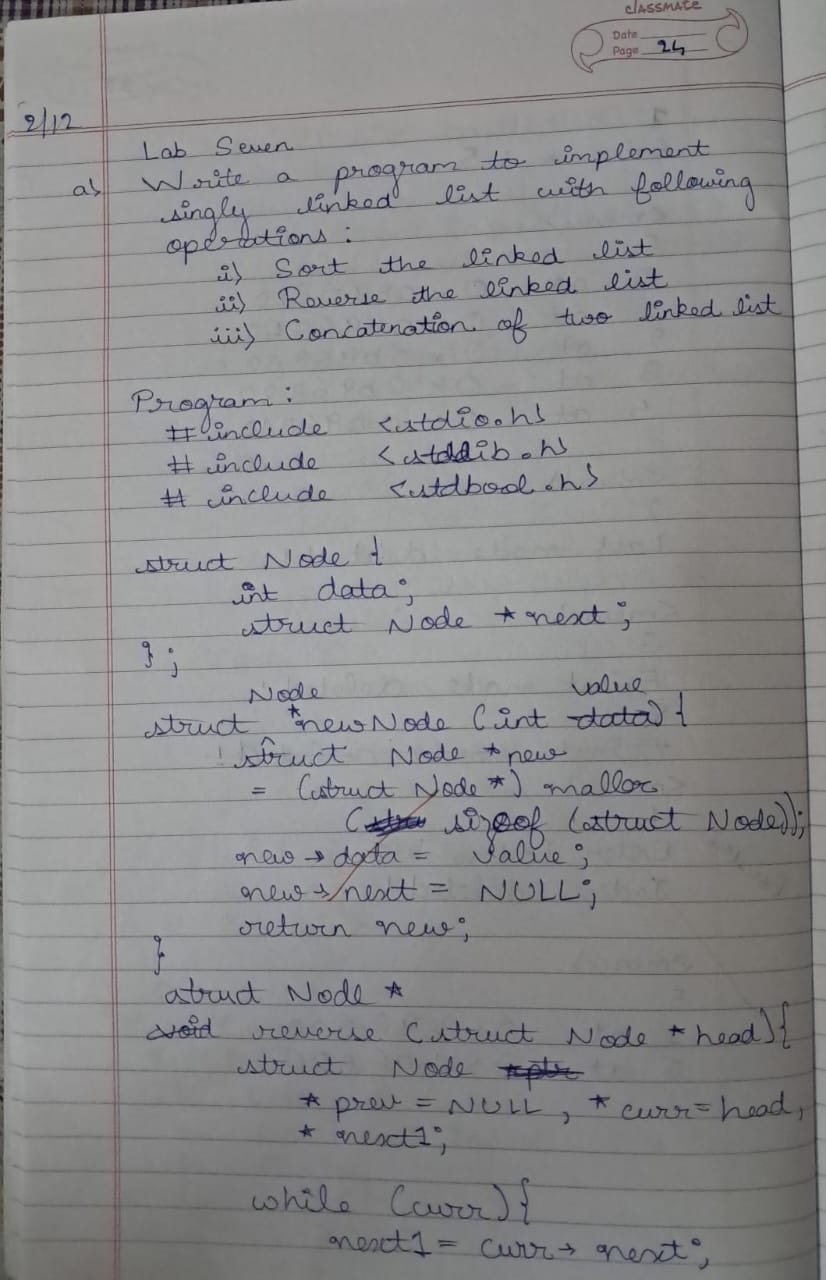 classmate
Date
Page 24
2/12
Lab Seven
a) Write a program to implement
singly linked list with following
operations :
i) Sort the linked list
ii) Reverse the linked list
iii) Concatenation of two linked list
Program :
# include <stdio.h>
# include <stdlib.h>
# include <stdbool.h>
struct Node {
int data;
struct Node *next;
};
Node value
struct *newNode (int data) {
struct Node *new
= (struct Node *) malloc
(stru sizeof (struct Node));
new→data = value;
new→next = NULL;
return new;
}
struct Node *
void reverse (struct Node *head){
struct Node *ptr
* prev = NULL, * curr = head,
* next1;
while (curr) {
next1 = curr→ next;